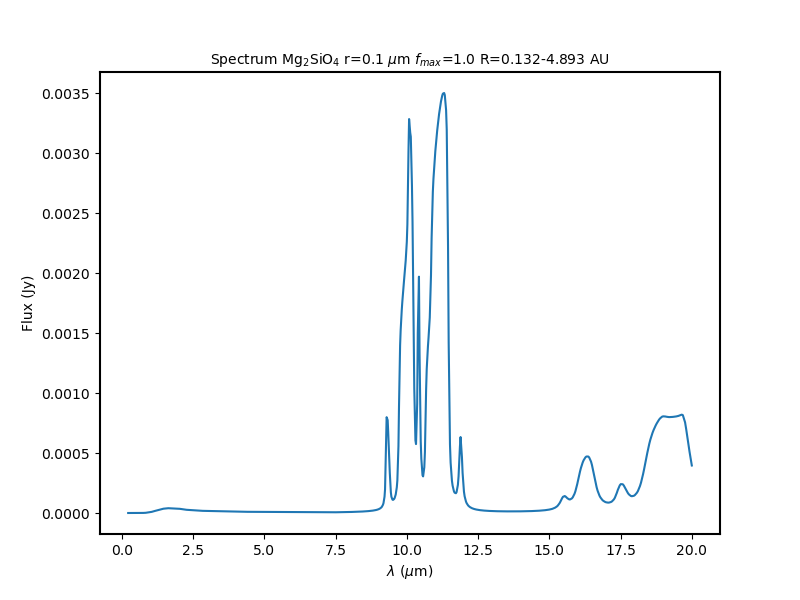 Spectrum Mg₂SiO₄ r=0.1 μm f_max=1.0 R=0.132-4.893 AU
0.0035
0.0030
0.0025
0.0020
0.0015
0.0010
0.0005
0.0000
Flux (Jy)
0.0 2.5 5.0 7.5 10.0 12.5 15.0 17.5 20.0
λ (μm)